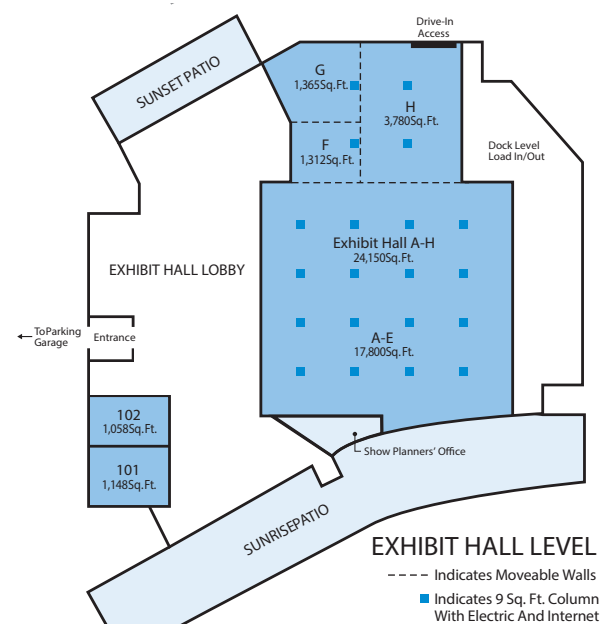 Drive-In
Access
SUNSET PATIO
G
1,365Sq.Ft.
H
3,780Sq.Ft.
F
1,312Sq.Ft.
Dock Level
Load In/Out
Exhibit Hall A-H
24,150Sq.Ft.
EXHIBIT HALL LOBBY
A-E
17,800Sq.Ft.
ToParking
Garage
Entrance
102
1,058Sq.Ft.
101
1,148Sq.Ft.
Show Planners' Office
SUNRISEPATIO
EXHIBIT HALL LEVEL
Indicates Moveable Walls
Indicates 9 Sq. Ft. Column
With Electric And Internet